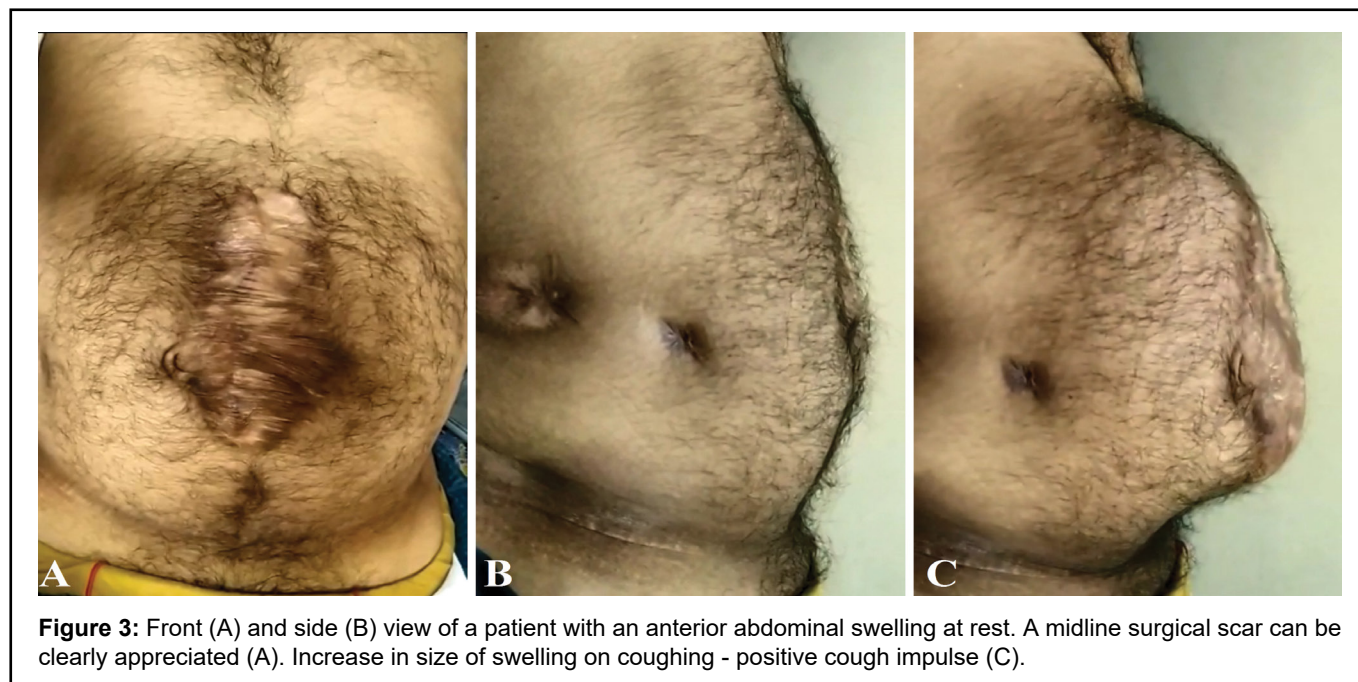 A
B
C
Figure 3: Front (A) and side (B) view of a patient with an anterior abdominal swelling at rest. A midline surgical scar can be
clearly appreciated (A). Increase in size of swelling on coughing - positive cough impulse (C).